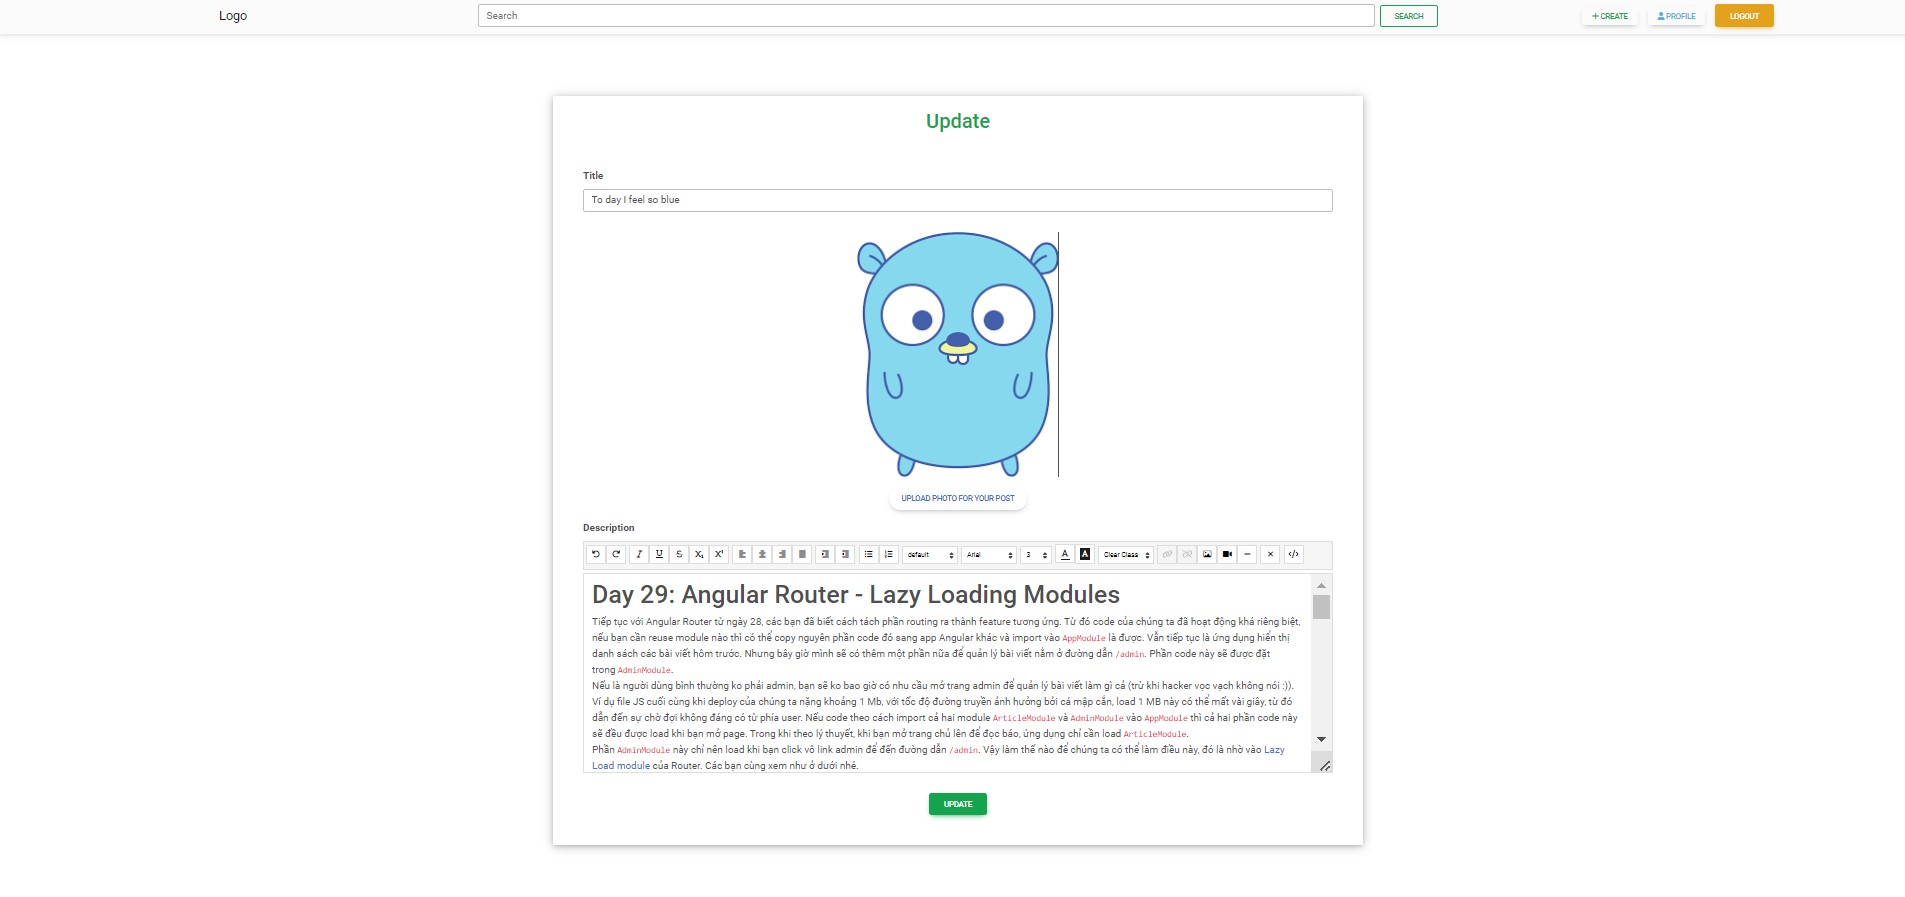 Logo
Search
SEARCH
+ CREATE
PROFILE
LOGOUT
Update
Title
To day I feel so blue
UPLOAD PHOTO FOR YOUR POST
Description
default
Arial
3
Clear Class
Day 29: Angular Router - Lazy Loading Modules
Tiếp tục với Angular Router từ ngày 28, các bạn đã biết cách tách phần routing ra thành feature tương ứng. Từ đó code của chúng ta đã hoạt động khá riêng biệt,
nếu bạn cần reuse module nào thì có thể copy nguyên phần code đó sang app Angular khác và import vào AppModule là được. Vẫn tiếp tục là ứng dụng hiển thị
danh sách các bài viết hôm trước. Nhưng bây giờ mình sẽ có thêm một phần nữa để quản lý bài viết nằm ở đường dẫn /admin. Phần code này sẽ được đặt
trong AdminModule.
Nếu là người dùng bình thường ko phải admin, bạn sẽ ko bao giờ có nhu cầu mở trang admin để quản lý bài viết làm gì cả (trừ khi hacker vọc vạch không nói :)).
Ví dụ file JS cuối cùng khi deploy của chúng ta nặng khoảng 1 Mb, với tốc độ đường truyền ảnh hưởng bởi cá mập cắn, load 1 MB này có thể mất vài giây, từ đó
dẫn đến sự chờ đợi không đáng có từ phía user. Nếu code theo cách import cả hai module ArticleModule và AdminModule vào AppModule thì cả hai phần code này
sẽ đều được load khi bạn mở page. Trong khi theo lý thuyết, khi bạn mở trang chủ lên để đọc báo, ứng dụng chỉ cần load ArticleModule.
Phần AdminModule này chỉ nên load khi bạn click vô link admin để đến đường dẫn /admin. Vậy làm thế nào để chúng ta có thể làm điều này, đó là nhờ vào Lazy
Load module của Router. Các bạn cùng xem như ở dưới nhé.
UPDATE